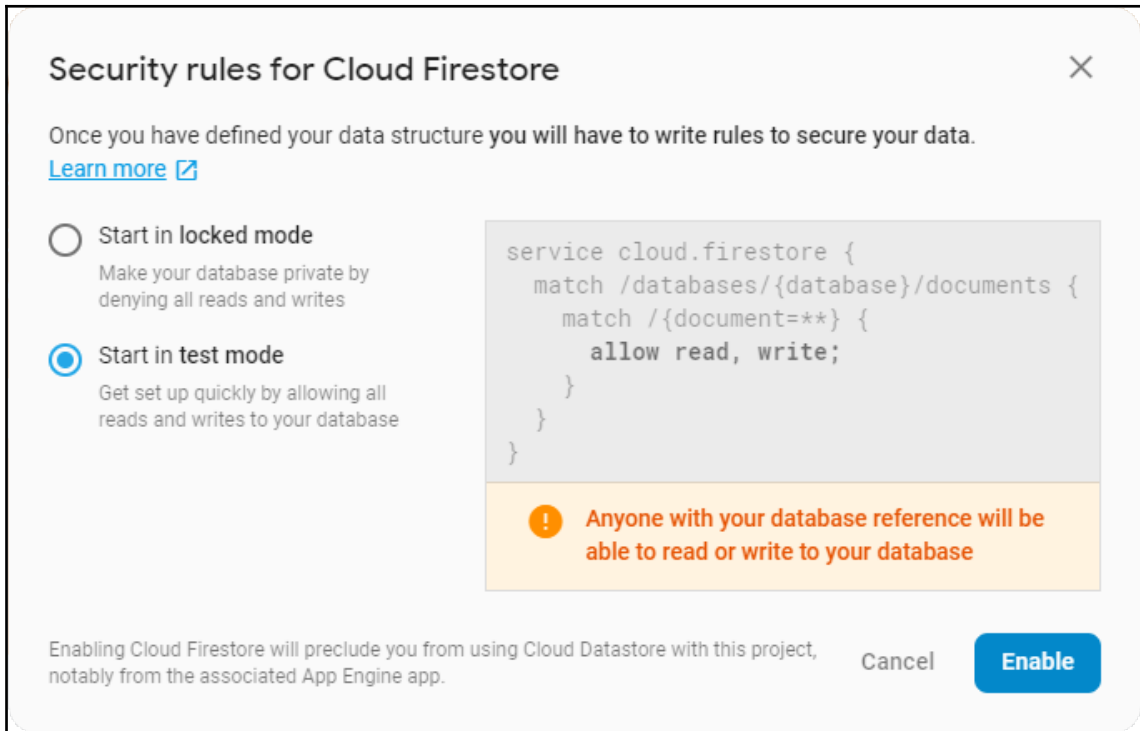 Security rules for Cloud Firestore
Once you have defined your data structure you will have to write rules to secure your data.
Learn more
Start in locked mode
Make your database private by
denying all reads and writes
Start in test mode
Get set up quickly by allowing all
reads and writes to your database
service cloud.firestore {
  match /databases/{database}/documents {
    match /{document=**} {
      allow read, write;
    }
  }
}
Anyone with your database reference will be
able to read or write to your database
Enabling Cloud Firestore will preclude you from using Cloud Datastore with this project,
notably from the associated App Engine app.
Cancel
Enable